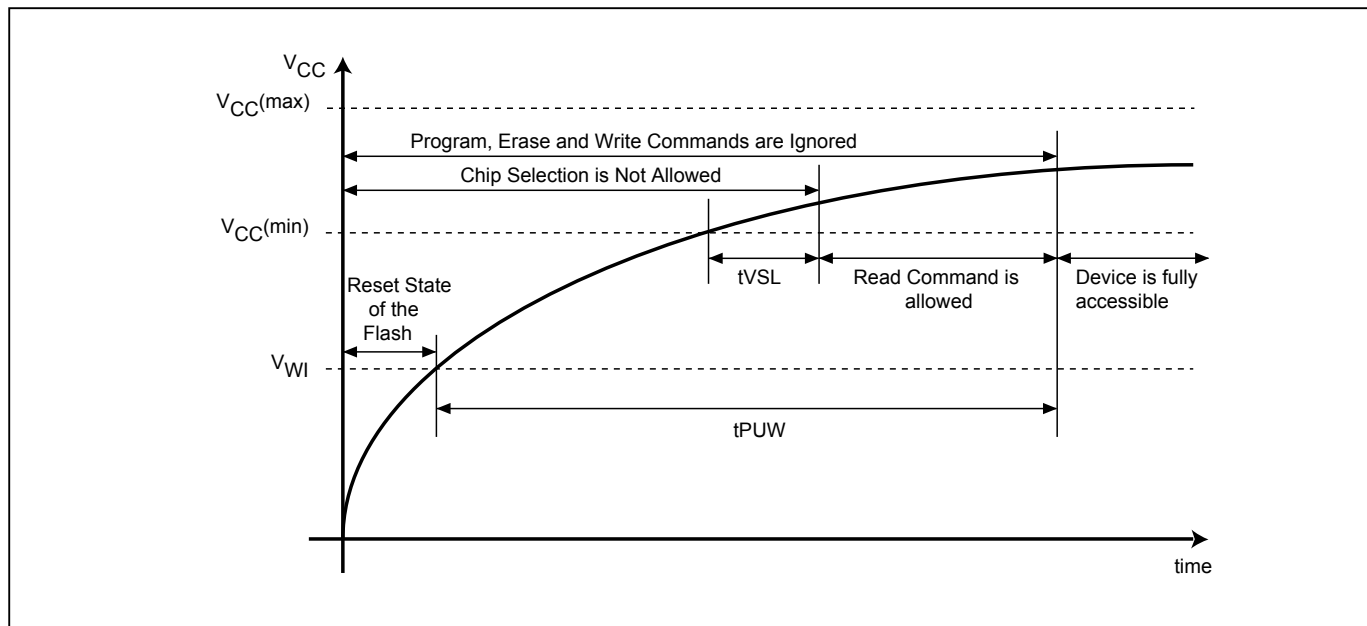 VCC
VCC(max)
Program, Erase and Write Commands are Ignored
Chip Selection is Not Allowed
VCC(min)
tVSL
Read Command is
allowed
Device is fully
accessible
Reset State
of the
Flash
VWI
tPUW
time